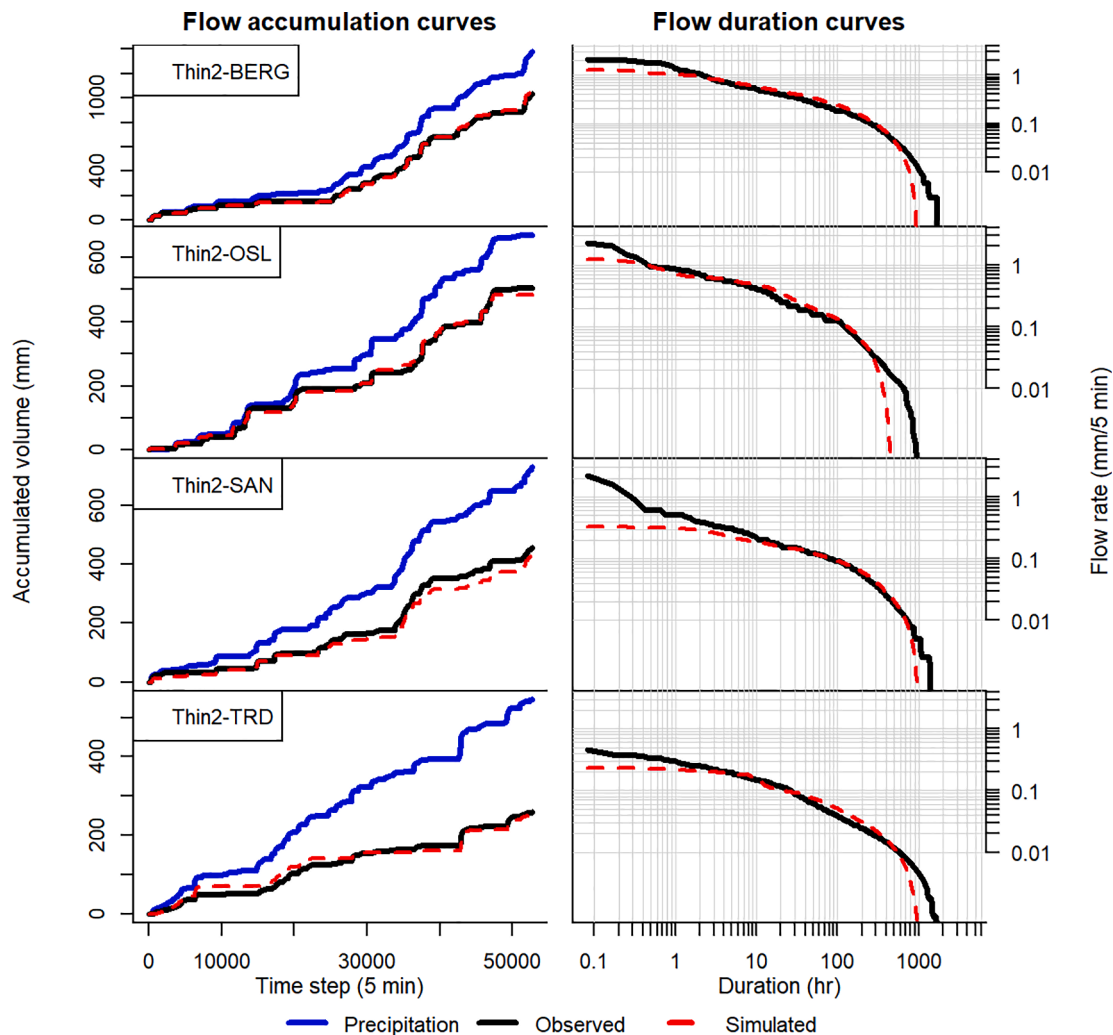 Flow accumulation curves
Flow duration curves
Thin2-BERG
0
400
1000
1
0.1
0.01
Thin2-OSL
0
200
400
600
1
0.1
0.01
Thin2-SAN
0
200
400
600
1
0.1
0.01
Thin2-TRD
0
200
400
1
0.1
0.01
Accumulated volume (mm)
Flow rate (mm/5 min)
0 10000 30000 50000
0.1 1 10 100 1000
Time step (5 min)
Duration (hr)
Precipitation Observed Simulated